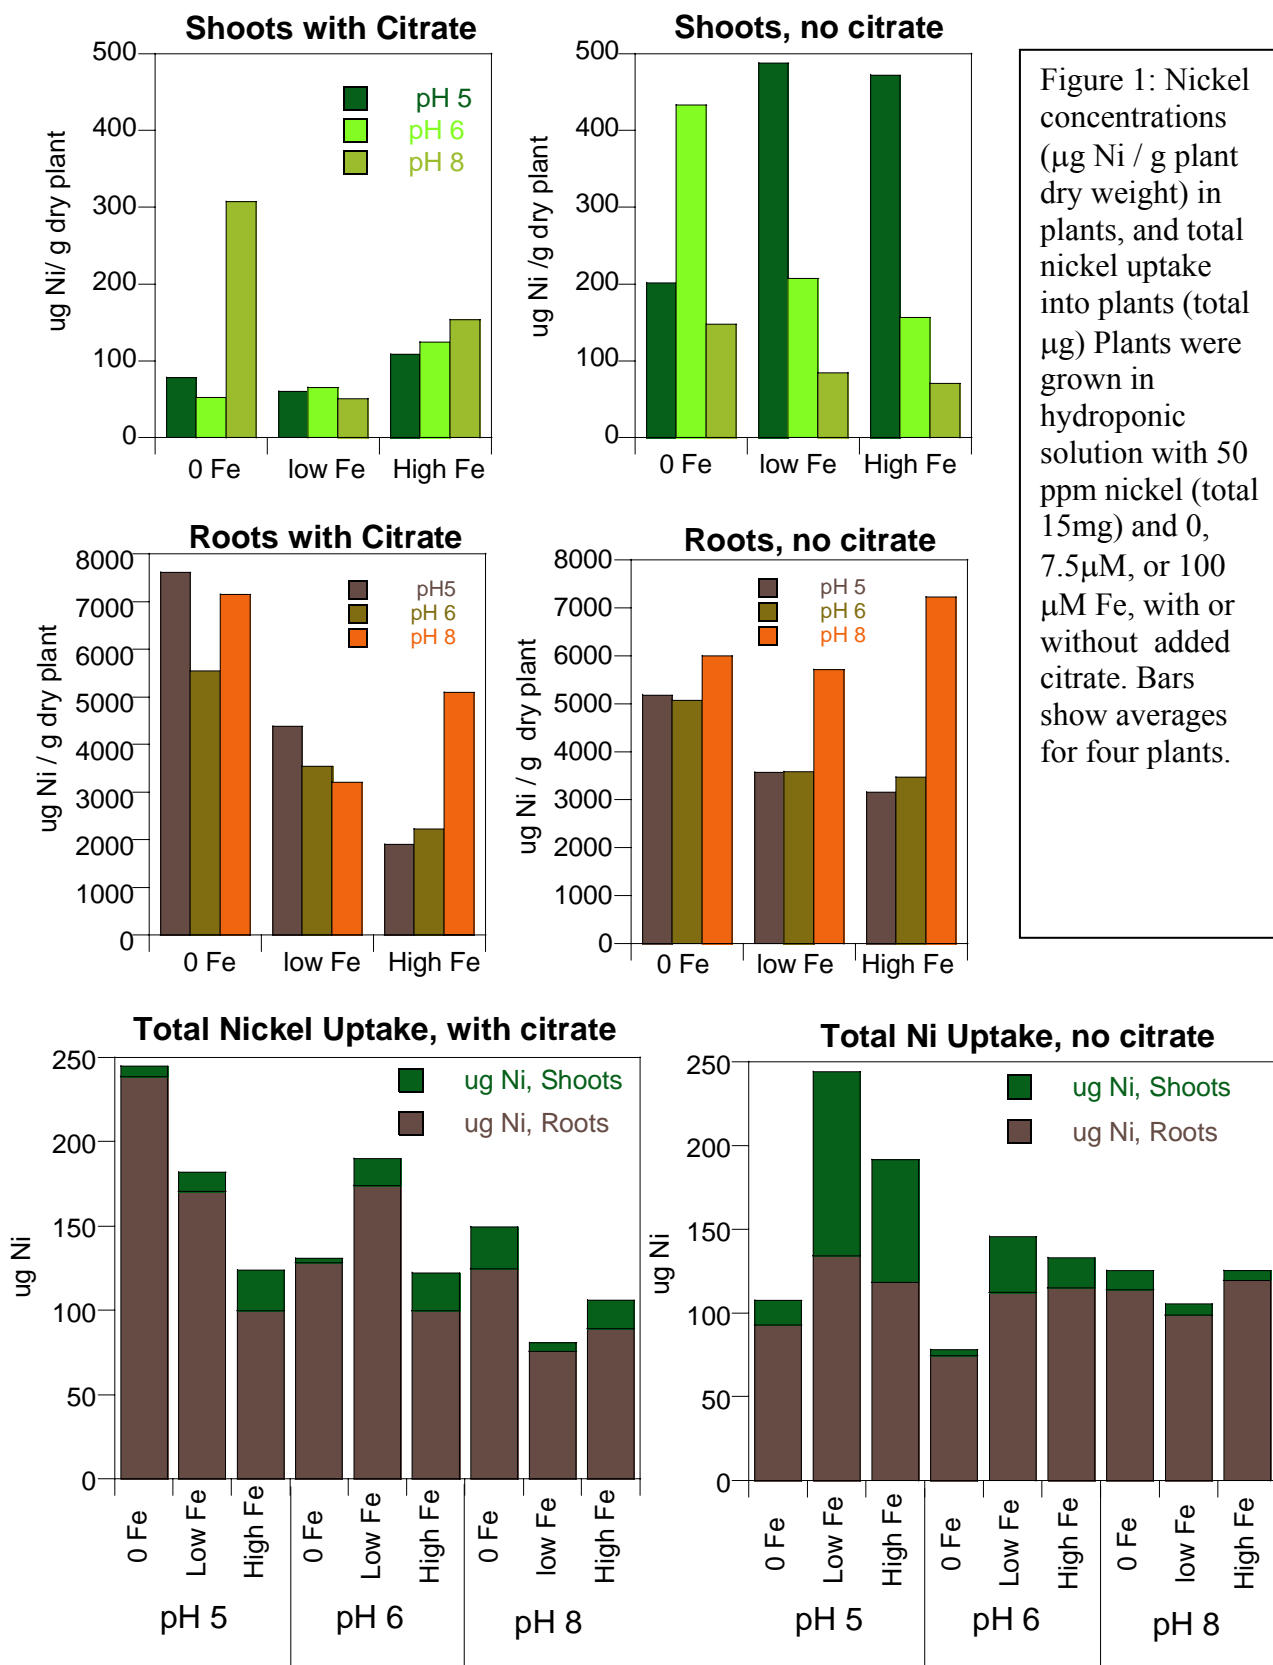 Shoots with Citrate
ug Ni/ g dry plant
500
400
300
200
100
0
pH 5
pH 6
pH 8
0 Fe
low Fe
High Fe
Shoots, no citrate
ug Ni /g dry plant
500
400
300
200
100
0
0 Fe
low Fe
High Fe
Figure 1: Nickel
concentrations
(µg Ni / g plant
dry weight) in
plants, and total
nickel uptake
into plants (total
µg) Plants were
grown in
hydroponic
solution with 50
ppm nickel (total
15mg) and 0,
7.5µM, or 100
µM Fe, with or
without added
citrate. Bars
show averages
for four plants.
Roots with Citrate
ug Ni / g dry plant
8000
7000
6000
5000
4000
3000
2000
1000
0
pH5
pH 6
pH 8
0 Fe
low Fe
High Fe
Roots, no citrate
ug Ni / g dry plant
8000
7000
6000
5000
4000
3000
2000
1000
0
pH 5
pH 6
pH 8
0 Fe
low Fe
High Fe
Total Nickel Uptake, with citrate
ug Ni
250
200
150
100
50
0
ug Ni, Shoots
ug Ni, Roots
0 Fe
Low Fe
High Fe
0 Fe
Low Fe
High Fe
0 Fe
low Fe
High Fe
pH 5
pH 6
pH 8
Total Ni Uptake, no citrate
ug Ni
250
200
150
100
50
0
ug Ni, Shoots
ug Ni, Roots
0 Fe
Low Fe
High Fe
0 Fe
Low Fe
High Fe
0 Fe
low Fe
High Fe
pH 5
pH 6
pH 8